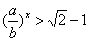 (a/b)^x > √2 − 1